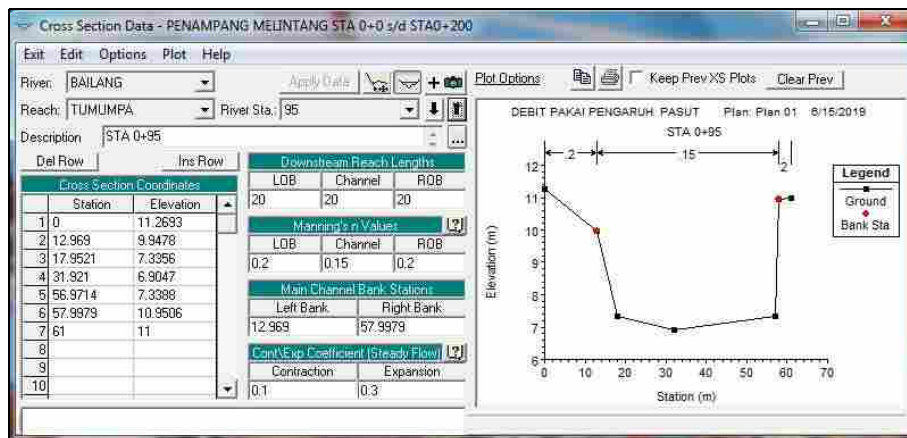 Cross Section Data - PENAMPANG MELINTANG STA 0+0 s/d STA0+200
Exit Edit Options Plot Help
River: BAILANG
Apply Data
Plot Options
Keep Prev XS Plots
Clear Prev
Reach: TUMUMPA
River Sta.: 95
Description
STA 0+95
...
Del Row
Ins Row
Cross Section Coordinates
Station Elevation
1 0 11.2693
2 12.969 9.9478
3 17.9521 7.3356
4 31.921 6.9047
5 56.9714 7.3388
6 57.9979 10.9506
7 61 11
8
9
10
Downstream Reach Lengths
LOB Channel ROB
20 20 20
Manning's n Values
?
LOB Channel ROB
0.2 0.15 0.2
Main Channel Bank Stations
Left Bank Right Bank
12.969 57.9979
Cont\Exp Coefficient (Steady Flow)
?
Contraction Expansion
0.1 0.3
DEBIT PAKAI PENGARUH PASUT Plan: Plan 01 6/15/2019
STA 0+95
.2 .15 .2
12
11
10
9
8
7
6
Elevation (m)
0 10 20 30 40 50 60 70
Station (m)
Legend
Ground
Bank Sta